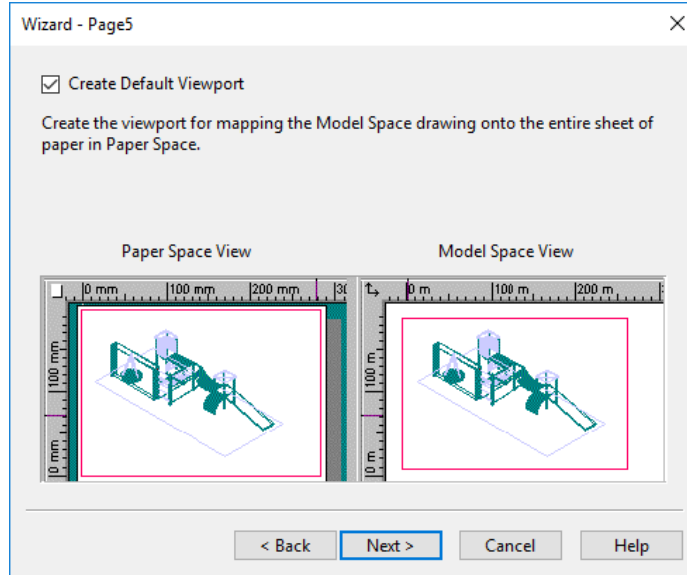 Wizard - Page5
Create Default Viewport
Create the viewport for mapping the Model Space drawing onto the entire sheet of
paper in Paper Space.
Paper Space View
Model Space View
0 mm 100 mm 200 mm 30
0 m 100 m 200 m
100 mm
0 mm
100 m
0 m
< Back
Next >
Cancel
Help